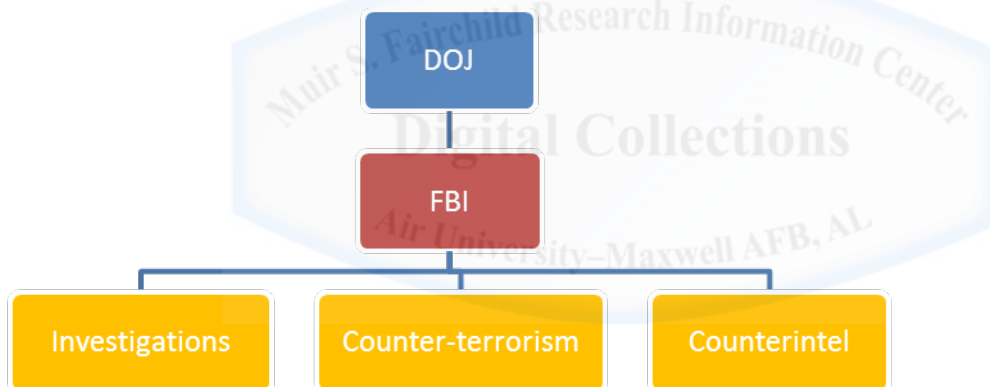 Muir S. Fairchild Research Information Center
DOJ
Digital Collections
FBI
Air University–Maxwell AFB, AL
Investigations
Counter-terrorism
Counterintel